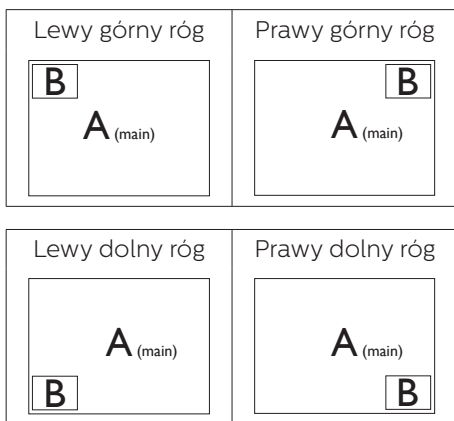 Lewy górny róg Prawy górny róg
B B
A (main) A (main)
Lewy dolny róg Prawy dolny róg
A (main) A (main)
B B